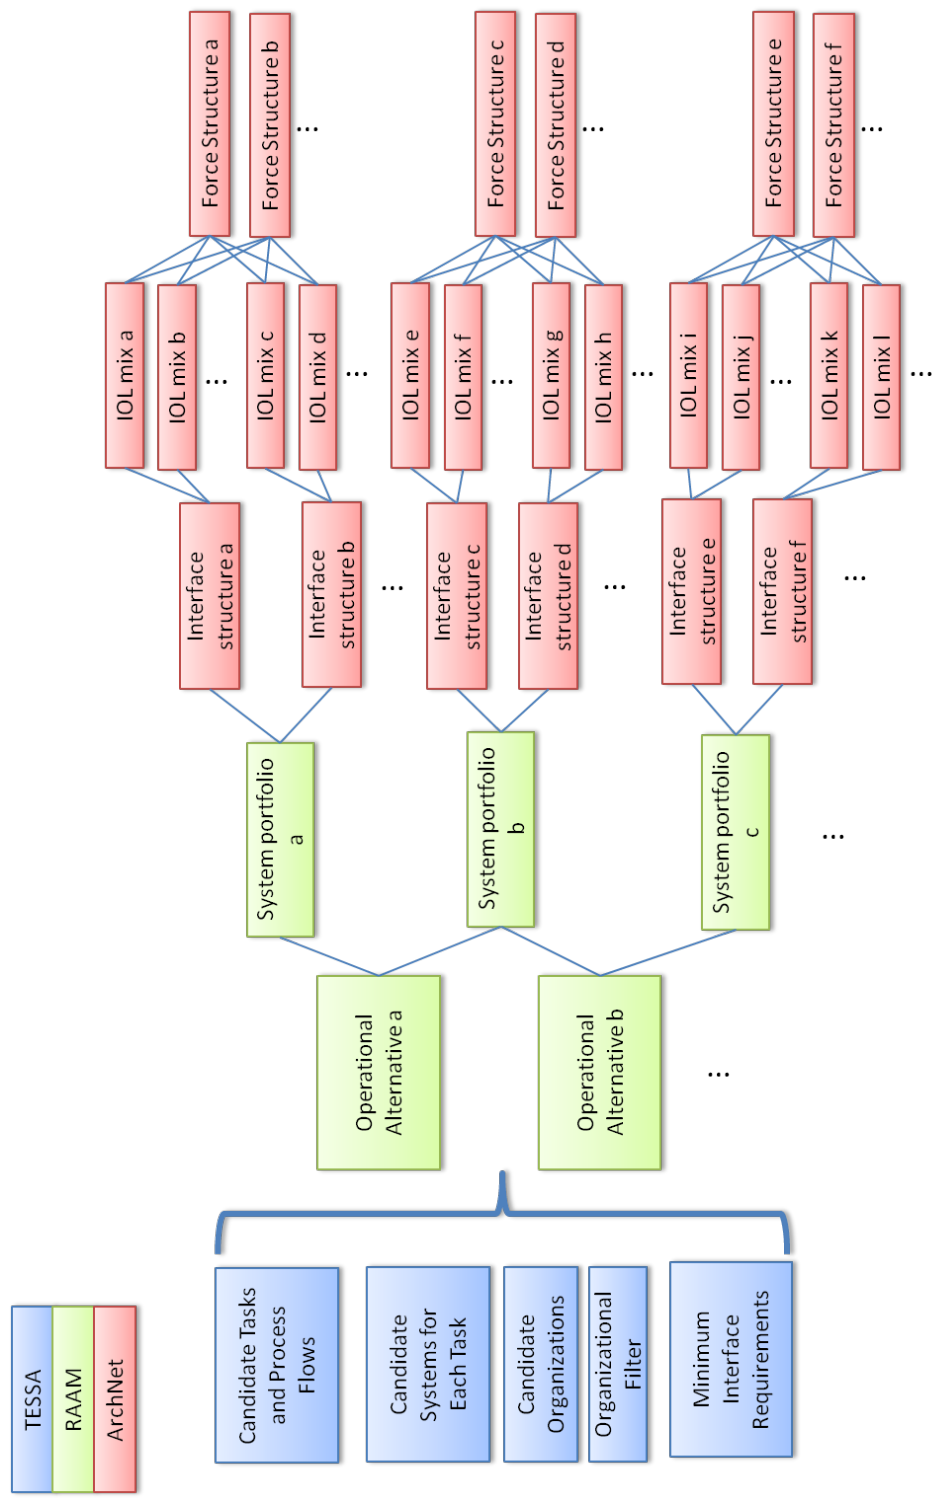 TESSA
RAAM
ArchNet
Candidate Tasks
and Process
Flows
Candidate
Systems for
Each Task
Candidate
Organizations
Organizational
Filter
Minimum
Interface
Requirements
Operational
Alternative a
Operational
Alternative b
...
System portfolio
a
System portfolio
b
System portfolio
c
...
Interface
structure a
Interface
structure b
...
Interface
structure c
Interface
structure d
...
Interface
structure e
Interface
structure f
...
IOL mix a
IOL mix b
...
IOL mix c
IOL mix d
...
IOL mix e
IOL mix f
...
IOL mix g
IOL mix h
...
IOL mix i
IOL mix j
...
IOL mix k
IOL mix l
...
Force Structure a
Force Structure b
...
Force Structure c
Force Structure d
...
Force Structure e
Force Structure f
...